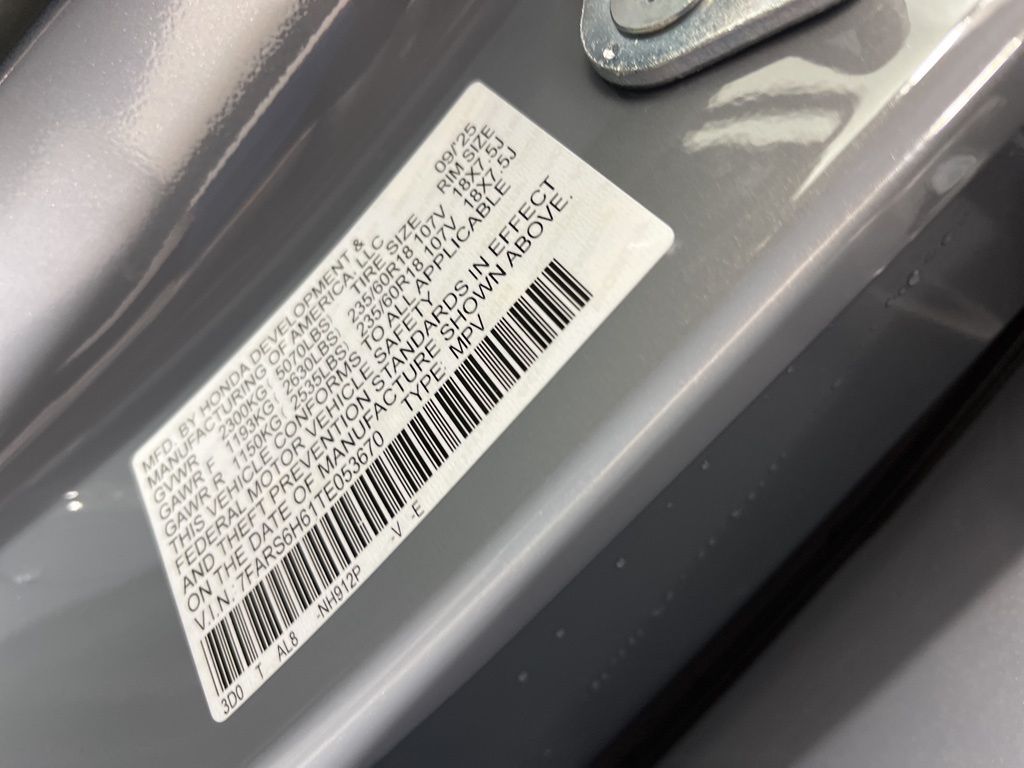 MFD. BY HONDA DEVELOPMENT &
MANUFACTURING OF AMERICA, LLC 09/'25
GVWR 2300KG 5070LBS TIRE SIZE RIM SIZE
GAWR F 1193KG 2630LBS 235/60R18 107V 18X7.5J
GAWR R 1150KG 2535LBS 235/60R18 107V 18X7.5J
THIS VEHICLE CONFORMS TO ALL APPLICABLE
FEDERAL MOTOR VEHICLE SAFETY
AND THEFT PREVENTION STANDARDS IN EFFECT
ON THE DATE OF MANUFACTURE SHOWN ABOVE.
V.I.N: 7FARS6H61TE053670 TYPE: MPV
3D0 T AL8 -NH912P -V -E